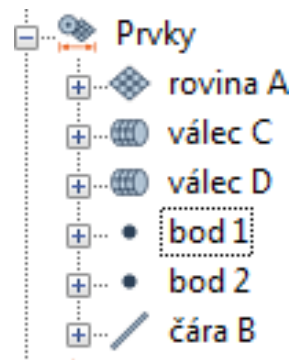 Prvky
rovina A
válec C
válec D
bod 1
bod 2
čára B